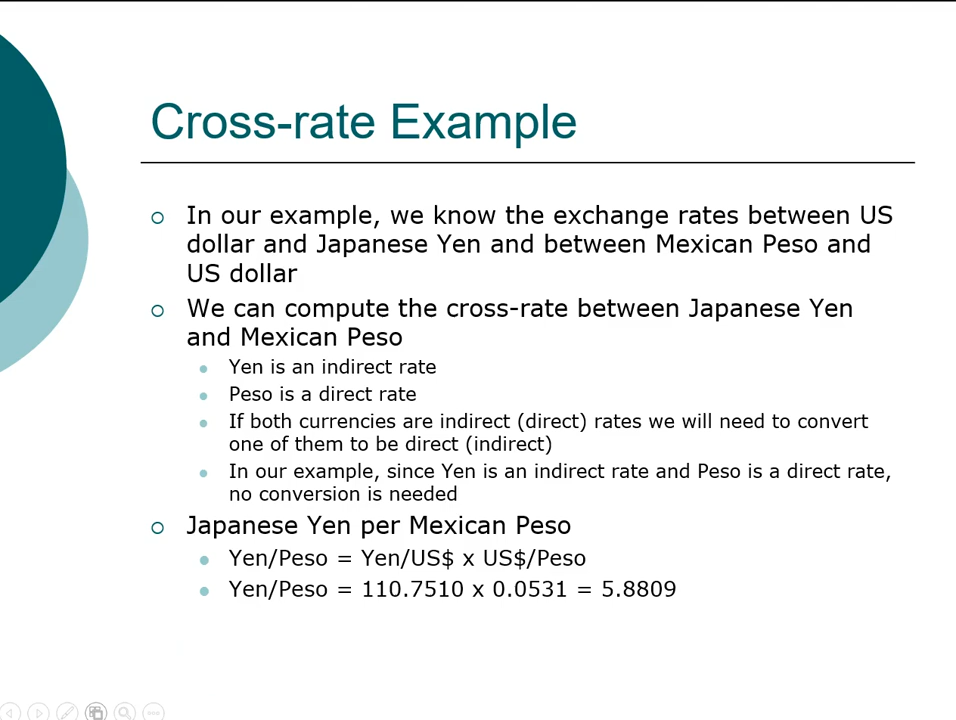 Cross-rate Example
In our example, we know the exchange rates between US
dollar and Japanese Yen and between Mexican Peso and
US dollar
We can compute the cross-rate between Japanese Yen
and Mexican Peso
Yen is an indirect rate
Peso is a direct rate
If both currencies are indirect (direct) rates we will need to convert
one of them to be direct (indirect)
In our example, since Yen is an indirect rate and Peso is a direct rate,
no conversion is needed
Japanese Yen per Mexican Peso
Yen/Peso = Yen/US$ x US$/Peso
Yen/Peso = 110.7510 x 0.0531 = 5.8809